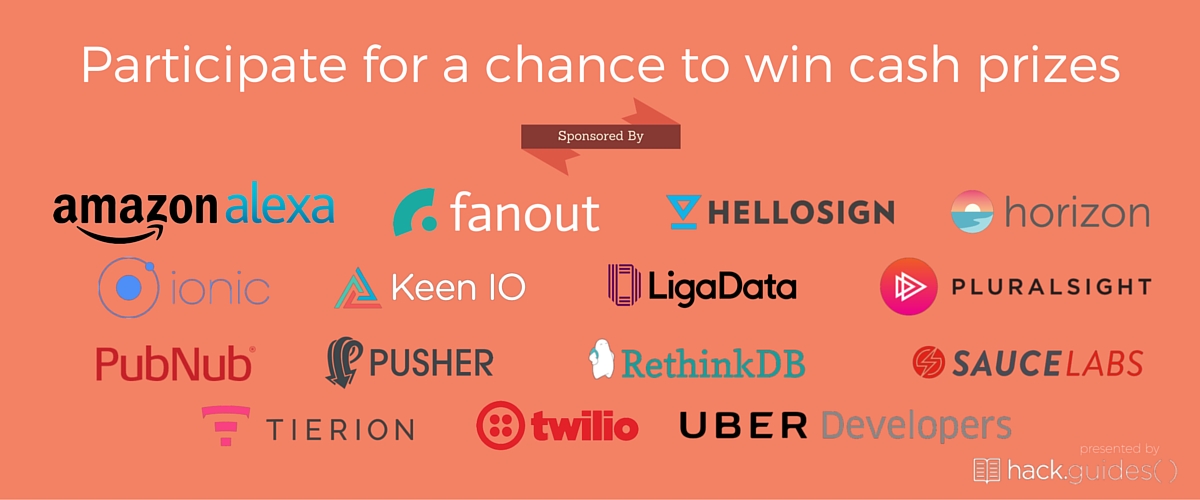 Participate for a chance to win cash prizes
Sponsored By
amazon alexa fanout HELLOSIGN horizon
ionic Keen IO LigaData PLURALSIGHT
PubNub® PUSHER RethinkDB SAUCELABS
TIERION twilio UBER Developers
presented by
hack.guides()